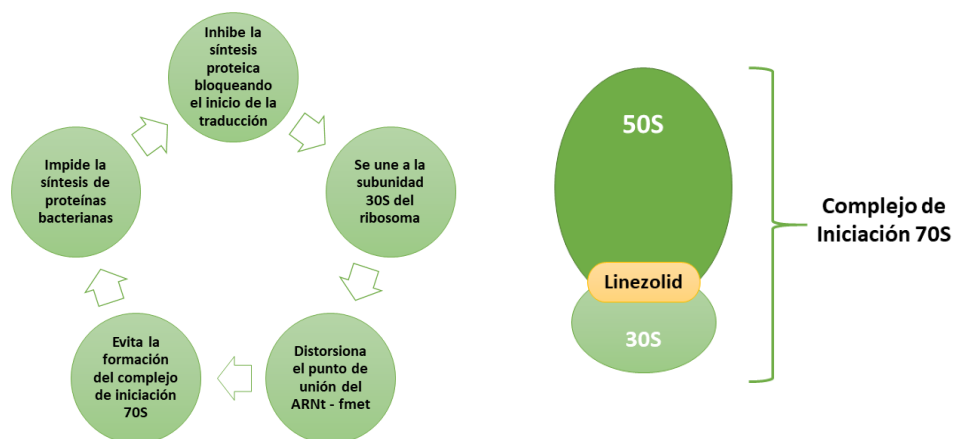 Inhibe la
síntesis
proteica
bloqueando
el inicio de la
traducción
Se une a la
subunidad
30S del
ribosoma
Distorsiona
el punto de
unión del
ARNt - fmet
Evita la
formación
del complejo
de iniciación
70S
Impide la
síntesis de
proteínas
bacterianas
50S
Linezolid
30S
Complejo de
Iniciación 70S